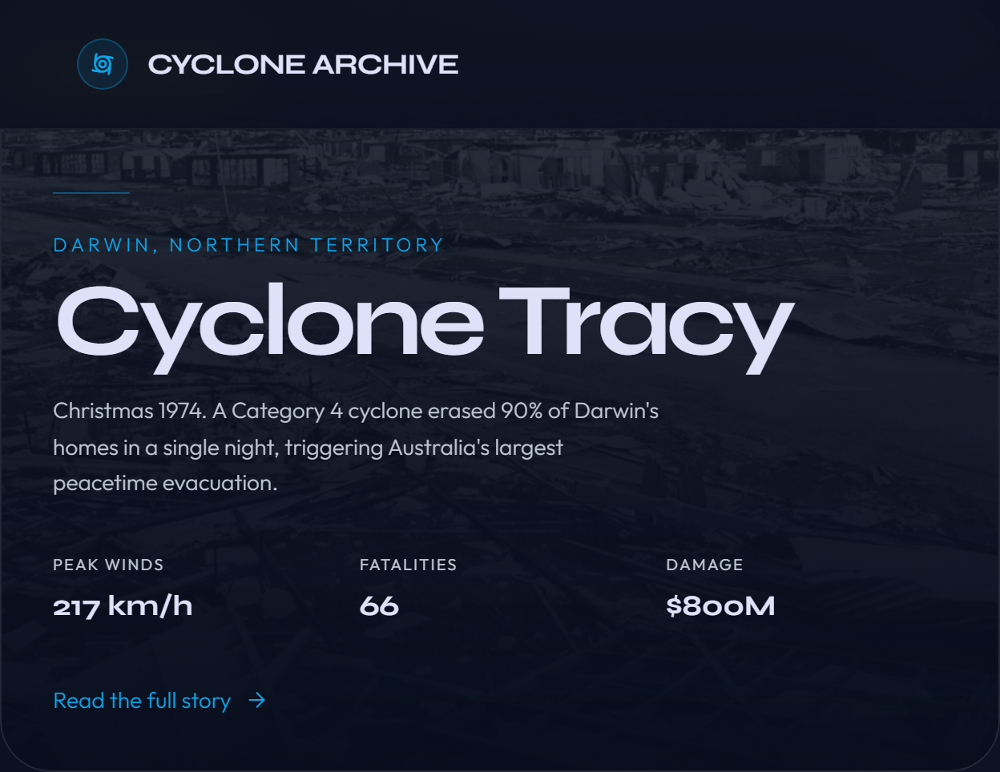 CYCLONE ARCHIVE
DARWIN, NORTHERN TERRITORY
Cyclone Tracy
Christmas 1974. A Category 4 cyclone erased 90% of Darwin's
homes in a single night, triggering Australia's largest
peacetime evacuation.
PEAK WINDS
217 km/h
FATALITIES
66
DAMAGE
$800M
Read the full story →